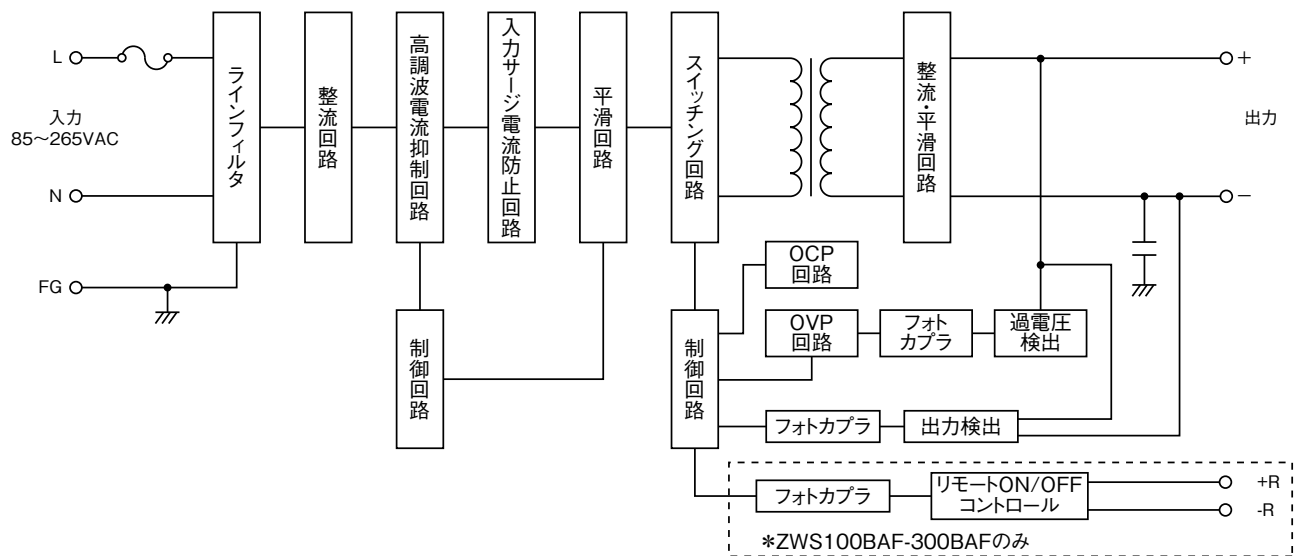 L
入力
85～265VAC
N
FG
ラインフィルタ
整流回路
高調波電流抑制回路
入力サージ電流防止回路
平滑回路
スイッチング回路
整流・平滑回路
+
出力
−
制御回路
制御回路
OCP
回路
OVP
回路
フォト
カプラ
過電圧
検出
フォトカプラ
出力検出
フォトカプラ
リモートON/OFF
コントロール
+R
-R
*ZWS100BAF-300BAFのみ